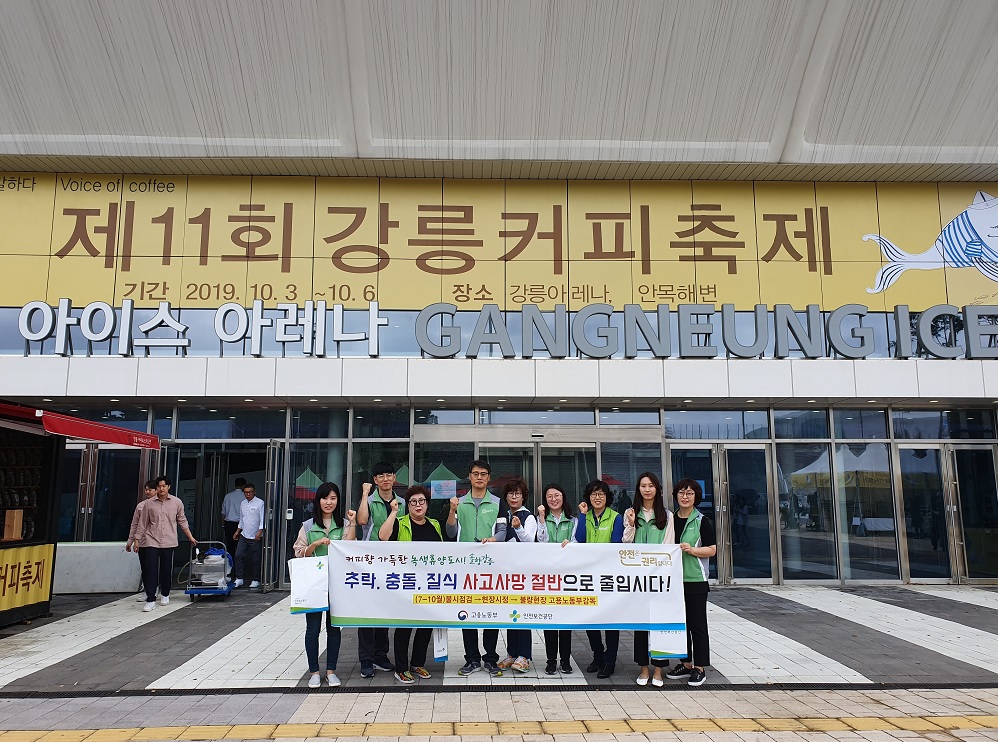 말하다 Voice of coffee
제11회 강릉커피축제
기간 2019. 10. 3 ~10. 6 장소 강릉아레나, 안목해변
아이스 아레나 GANGNEUNG ICE
커피향 가득한 녹색휴양도시! 솔향강릉
안전은 권리입니다
추락, 충돌, 질식 사고사망 절반으로 줄입시다!
(7~10월)불시점검→현장시정→불량현장 고용노동부감독
고용노동부 안전보건공단
커피축제